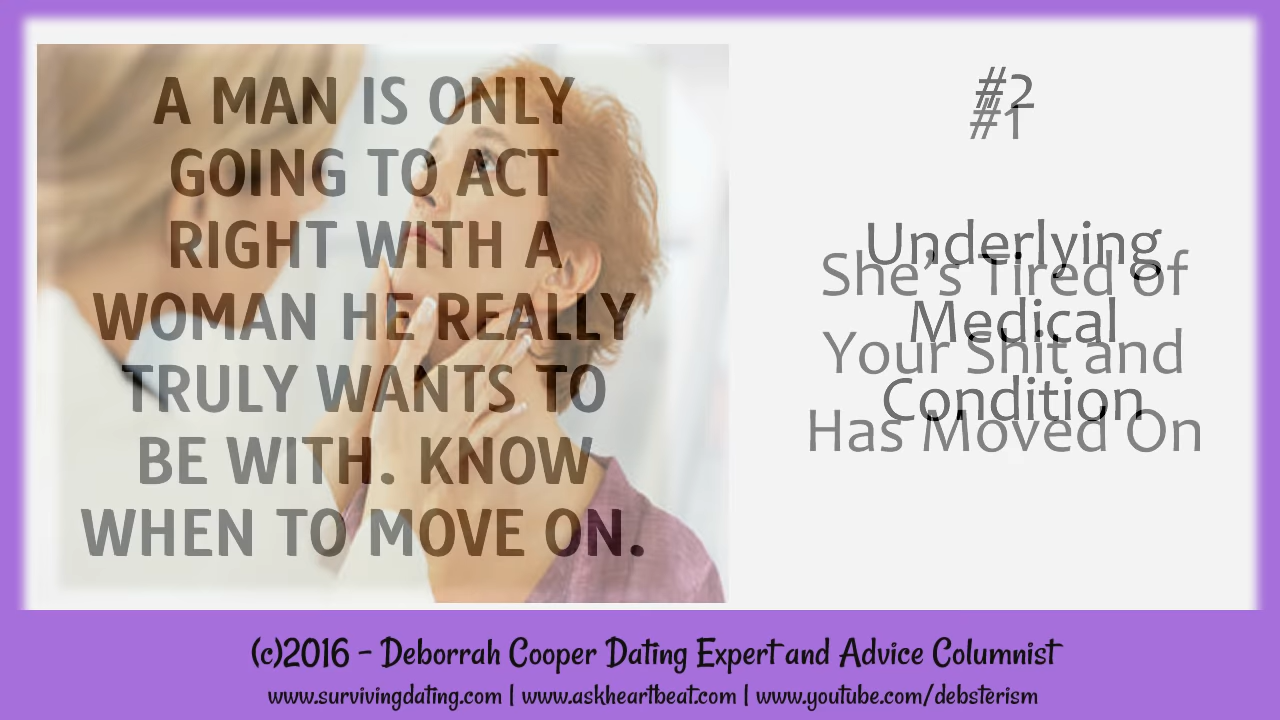 A MAN IS ONLY
GOING TO ACT
RIGHT WITH A
WOMAN HE REALLY
TRULY WANTS TO
BE WITH. KNOW
WHEN TO MOVE ON.
#2
#1
Underlying
She's Tired of
Medical
Your Shit and
Condition
Has Moved On
(c)2016 - Deborrah Cooper Dating Expert and Advice Columnist
www.survivingdating.com | www.askheartbeat.com | www.youtube.com/debsterism